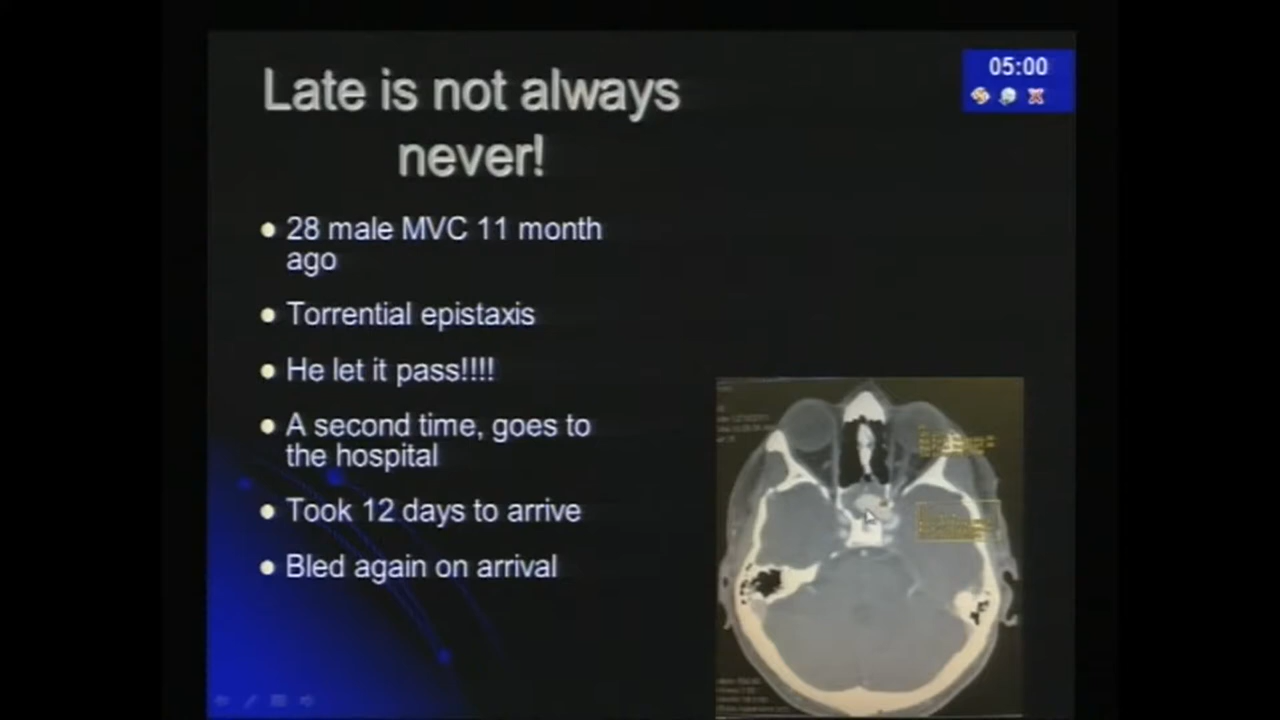 Late is not always
never!
05:00
28 male MVC 11 month
ago
Torrential epistaxis
He let it pass!!!!
A second time, goes to
the hospital
Took 12 days to arrive
Bled again on arrival